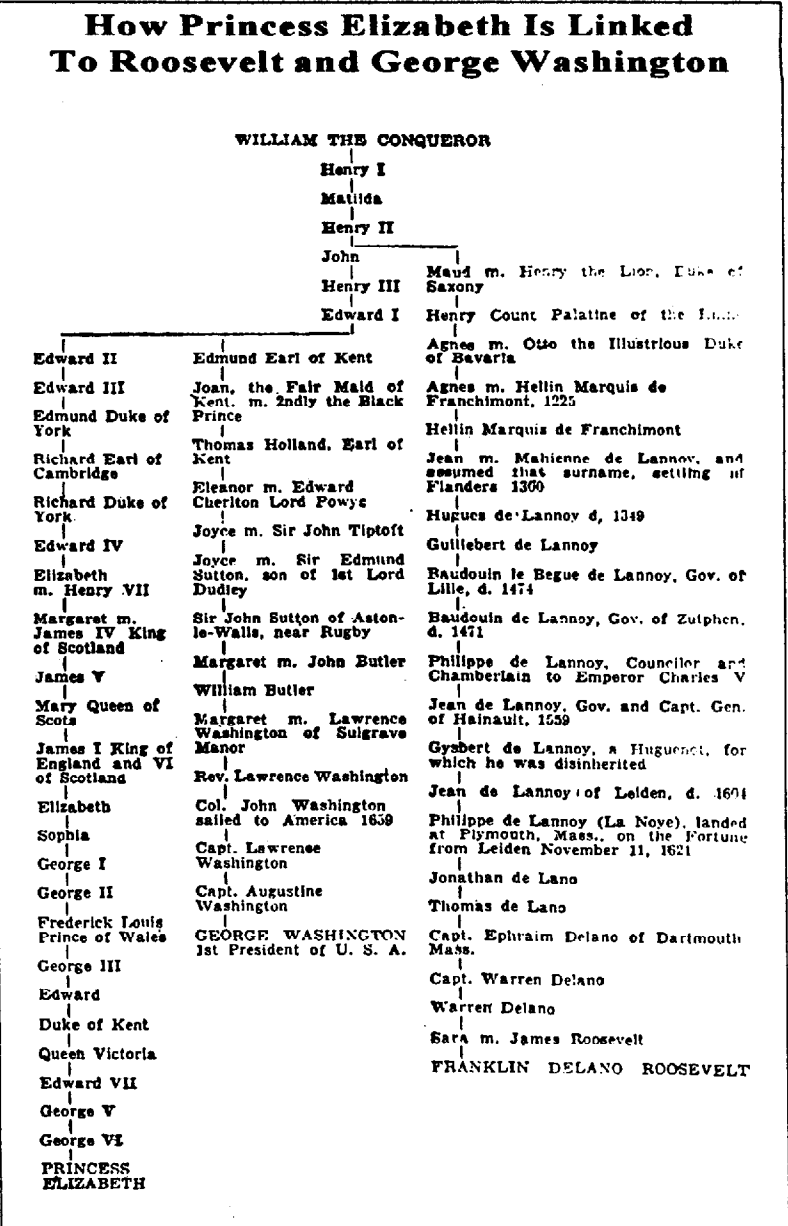 How Princess Elizabeth Is Linked
To Roosevelt and George Washington
WILLIAM THE CONQUEROR
Henry I
Matilda
Henry II
John
Henry III
Edward I
Edward II
Edward III
Edmund Duke of
York
Richard Earl of
Cambridge
Richard Duke of
York
Edward IV
Elizabeth
m. Henry VII
Margaret m.
James IV King
of Scotland
James V
Mary Queen of
Scots
James I King of
England and VI
of Scotland
Elizabeth
Sophia
George I
George II
Frederick Louis
Prince of Wales
George III
Edward
Duke of Kent
Queen Victoria
Edward VII
George V
George VI
PRINCESS
ELIZABETH
Edmund Earl of Kent
Joan, the Fair Maid of
Kent. m. 2ndly the Black
Prince
Thomas Holland, Earl of
Kent
Eleanor m. Edward
Cherlton Lord Powys
Joyce m. Sir John Tiptoft
Joyce m. Sir Edmund
Sutton, son of 1st Lord
Dudley
Sir John Sutton of Aston-
le-Walls, near Rugby
Margaret m. John Butler
William Butler
Margaret m. Lawrence
Washington of Sulgrave
Manor
Rev. Lawrence Washington
Col. John Washington
sailed to America 1659
Capt. Lawrence
Washington
Capt. Augustine
Washington
GEORGE WASHINGTON
1st President of U. S. A.
Maud m. Henry the Lion, Duke of
Saxony
Henry Count Palatine of the
Agnes m. Otto the Illustrious Duke
of Bavaria
Agnes m. Hellin Marquis de
Franchimont, 1225
Hellin Marquis de Franchimont
Jean m. Mahienne de Lannoy, and
assumed that surname, settling
Flanders 1300
Hugues de Lannoy d, 1349
Guillebert de Lannoy
Baudouin le Begue de Lannoy, Gov. of
Lille, d. 1474
Baudouin de Lannoy, Gov. of Zutphen,
d. 1471
Philippe de Lannoy, Councilor and
Chamberlain to Emperor Charles V
Jean de Lannoy, Gov. and Capt. Gen.
of Hainault, 1559
Gysbert de Lannoy, a Huguenot, for
which he was disinherited
Jean de Lannoy of Leiden, d. 1604
Philippe de Lannoy (La Noye), landed
at Plymouth, Mass., on the Fortune
from Leiden November 11, 1621
Jonathan de Lano
Thomas de Lano
Capt. Ephraim Delano of Dartmouth
Mass.
Capt. Warren Delano
Warren Delano
Sara m. James Roosevelt
FRANKLIN DELANO ROOSEVELT